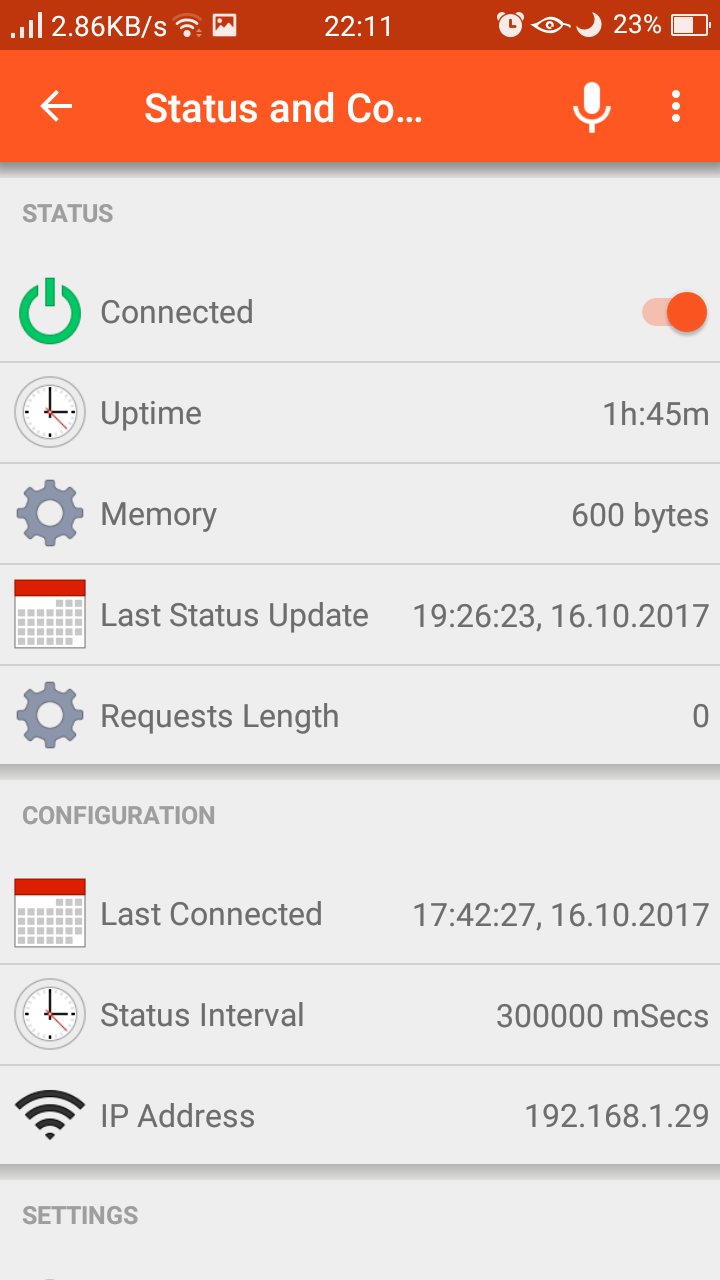 2.86KB/s 22:11 23%
Status and Co...
STATUS
Connected
Uptime 1h:45m
Memory 600 bytes
Last Status Update 19:26:23, 16.10.2017
Requests Length 0
CONFIGURATION
Last Connected 17:42:27, 16.10.2017
Status Interval 300000 mSecs
IP Address 192.168.1.29
SETTINGS